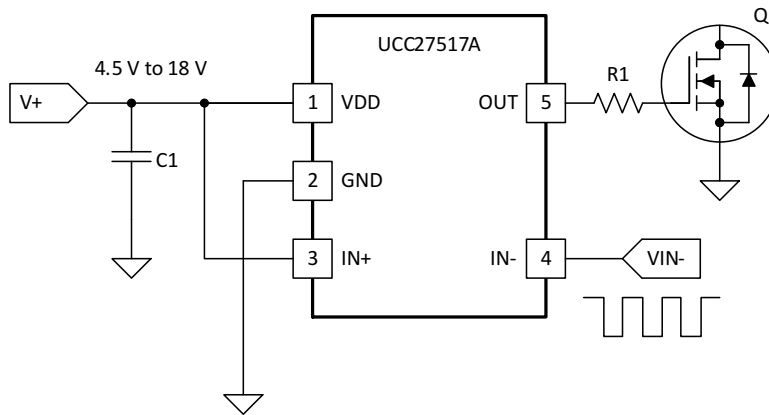 Q
UCC27517A
4.5 V to 18 V
R1
V+
1 VDD
OUT 5
C1
2 GND
3 IN+
IN- 4
VIN-